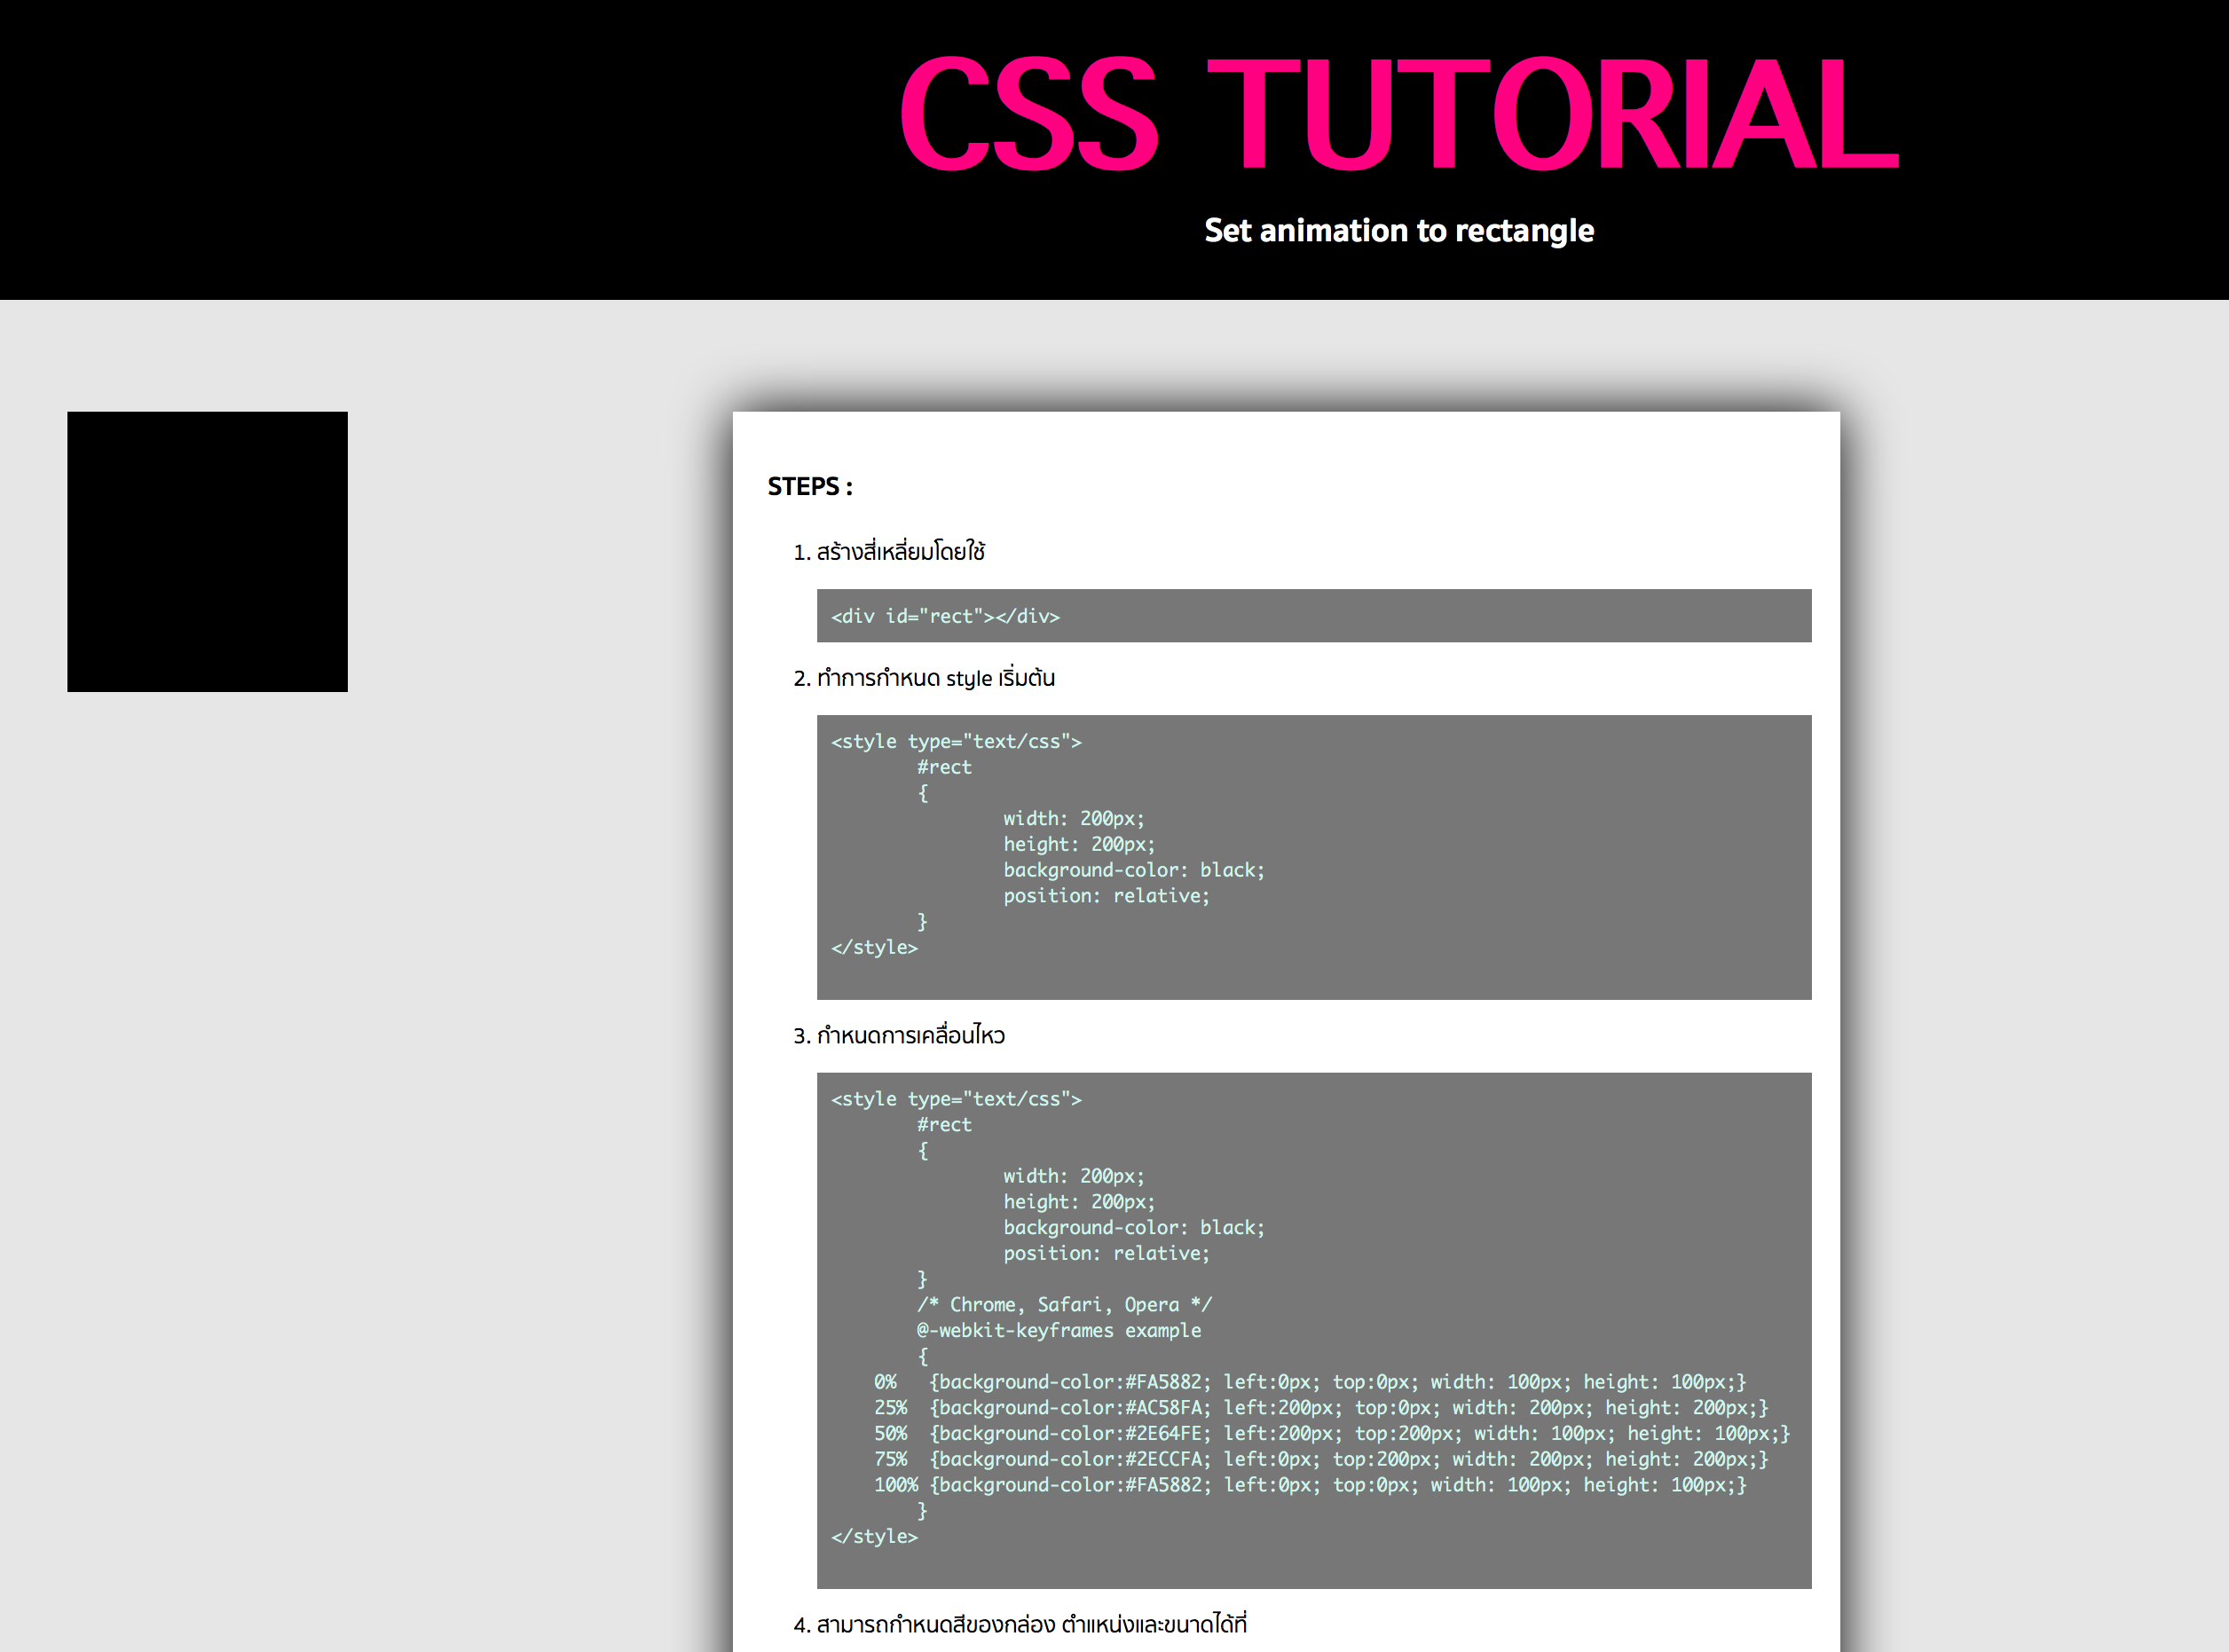 CSS TUTORIAL
Set animation to rectangle
STEPS :
1. สร้างสี่เหลี่ยมโดยใช้
<div id="rect"></div>
2. ทำการกำหนด style เริ่มต้น
<style type="text/css">
#rect
{
width: 200px;
height: 200px;
background-color: black;
position: relative;
}
</style>
3. กำหนดการเคลื่อนไหว
<style type="text/css">
#rect
{
width: 200px;
height: 200px;
background-color: black;
position: relative;
}
/* Chrome, Safari, Opera */
@-webkit-keyframes example
{
0% {background-color:#FA5882; left:0px; top:0px; width: 100px; height: 100px;}
25% {background-color:#AC58FA; left:200px; top:0px; width: 200px; height: 200px;}
50% {background-color:#2E64FE; left:200px; top:200px; width: 100px; height: 100px;}
75% {background-color:#2ECCFA; left:0px; top:200px; width: 200px; height: 200px;}
100% {background-color:#FA5882; left:0px; top:0px; width: 100px; height: 100px;}
}
</style>
4. สามารถกำหนดสีของกล่อง ตำแหน่งและขนาดได้ที่